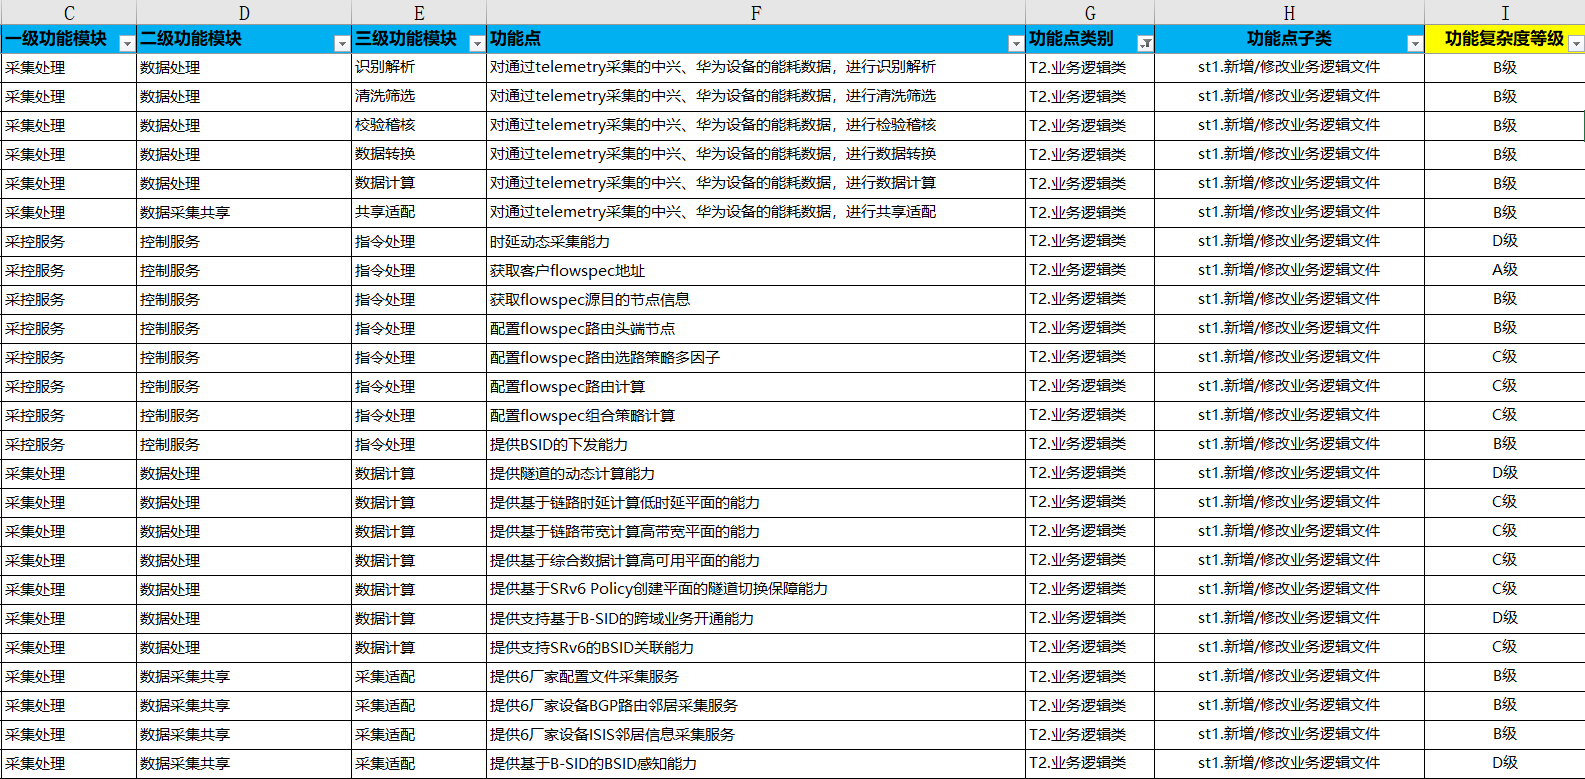 C D E F G H I
一级功能模块 二级功能模块 三级功能模块 功能点 功能点类别 功能点子类 功能复杂度等级
采集处理 数据处理 识别解析 对通过telemetry采集的中兴、华为设备的能耗数据，进行识别解析 T2.业务逻辑类 st1.新增/修改业务逻辑文件 B级
采集处理 数据处理 清洗筛选 对通过telemetry采集的中兴、华为设备的能耗数据，进行清洗筛选 T2.业务逻辑类 st1.新增/修改业务逻辑文件 B级
采集处理 数据处理 校验稽核 对通过telemetry采集的中兴、华为设备的能耗数据，进行检验稽核 T2.业务逻辑类 st1.新增/修改业务逻辑文件 B级
采集处理 数据处理 数据转换 对通过telemetry采集的中兴、华为设备的能耗数据，进行数据转换 T2.业务逻辑类 st1.新增/修改业务逻辑文件 B级
采集处理 数据处理 数据计算 对通过telemetry采集的中兴、华为设备的能耗数据，进行数据计算 T2.业务逻辑类 st1.新增/修改业务逻辑文件 B级
采集处理 数据采集共享 共享适配 对通过telemetry采集的中兴、华为设备的能耗数据，进行共享适配 T2.业务逻辑类 st1.新增/修改业务逻辑文件 B级
采控服务 控制服务 指令处理 时延动态采集能力 T2.业务逻辑类 st1.新增/修改业务逻辑文件 D级
采控服务 控制服务 指令处理 获取客户flowspec地址 T2.业务逻辑类 st1.新增/修改业务逻辑文件 A级
采控服务 控制服务 指令处理 获取flowspec源目的节点信息 T2.业务逻辑类 st1.新增/修改业务逻辑文件 B级
采控服务 控制服务 指令处理 配置flowspec路由头端节点 T2.业务逻辑类 st1.新增/修改业务逻辑文件 B级
采控服务 控制服务 指令处理 配置flowspec路由选路策略多因子 T2.业务逻辑类 st1.新增/修改业务逻辑文件 C级
采控服务 控制服务 指令处理 配置flowspec路由计算 T2.业务逻辑类 st1.新增/修改业务逻辑文件 C级
采控服务 控制服务 指令处理 配置flowspec组合策略计算 T2.业务逻辑类 st1.新增/修改业务逻辑文件 C级
采控服务 控制服务 指令处理 提供BSID的下发能力 T2.业务逻辑类 st1.新增/修改业务逻辑文件 B级
采集处理 数据处理 数据计算 提供隧道的动态计算能力 T2.业务逻辑类 st1.新增/修改业务逻辑文件 D级
采集处理 数据处理 数据计算 提供基于链路时延计算低时延平面的能力 T2.业务逻辑类 st1.新增/修改业务逻辑文件 C级
采集处理 数据处理 数据计算 提供基于链路带宽计算高带宽平面的能力 T2.业务逻辑类 st1.新增/修改业务逻辑文件 C级
采集处理 数据处理 数据计算 提供基于综合数据计算高可用平面的能力 T2.业务逻辑类 st1.新增/修改业务逻辑文件 C级
采集处理 数据处理 数据计算 提供基于SRv6 Policy创建平面的隧道切换保障能力 T2.业务逻辑类 st1.新增/修改业务逻辑文件 C级
采集处理 数据处理 数据计算 提供支持基于B-SID的跨域业务开通能力 T2.业务逻辑类 st1.新增/修改业务逻辑文件 D级
采集处理 数据处理 数据计算 提供支持SRv6的BSID关联能力 T2.业务逻辑类 st1.新增/修改业务逻辑文件 C级
采集处理 数据采集共享 采集适配 提供6厂家配置文件采集服务 T2.业务逻辑类 st1.新增/修改业务逻辑文件 B级
采集处理 数据采集共享 采集适配 提供6厂家设备BGP路由邻居采集服务 T2.业务逻辑类 st1.新增/修改业务逻辑文件 B级
采集处理 数据采集共享 采集适配 提供6厂家设备ISIS邻居信息采集服务 T2.业务逻辑类 st1.新增/修改业务逻辑文件 B级
采集处理 数据采集共享 采集适配 提供基于B-SID的BSID感知能力 T2.业务逻辑类 st1.新增/修改业务逻辑文件 D级